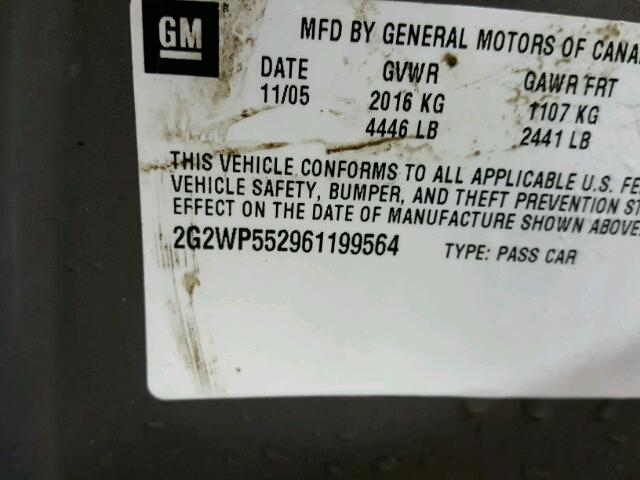 GM
MFD BY GENERAL MOTORS OF CANA
DATE GVWR GAWR FRT
11/05 2016 KG 1107 KG
4446 LB 2441 LB
THIS VEHICLE CONFORMS TO ALL APPLICABLE U.S. FE
VEHICLE SAFETY, BUMPER, AND THEFT PREVENTION ST
EFFECT ON THE DATE OF MANUFACTURE SHOWN ABOVE
2G2WP552961199564 TYPE: PASS CAR